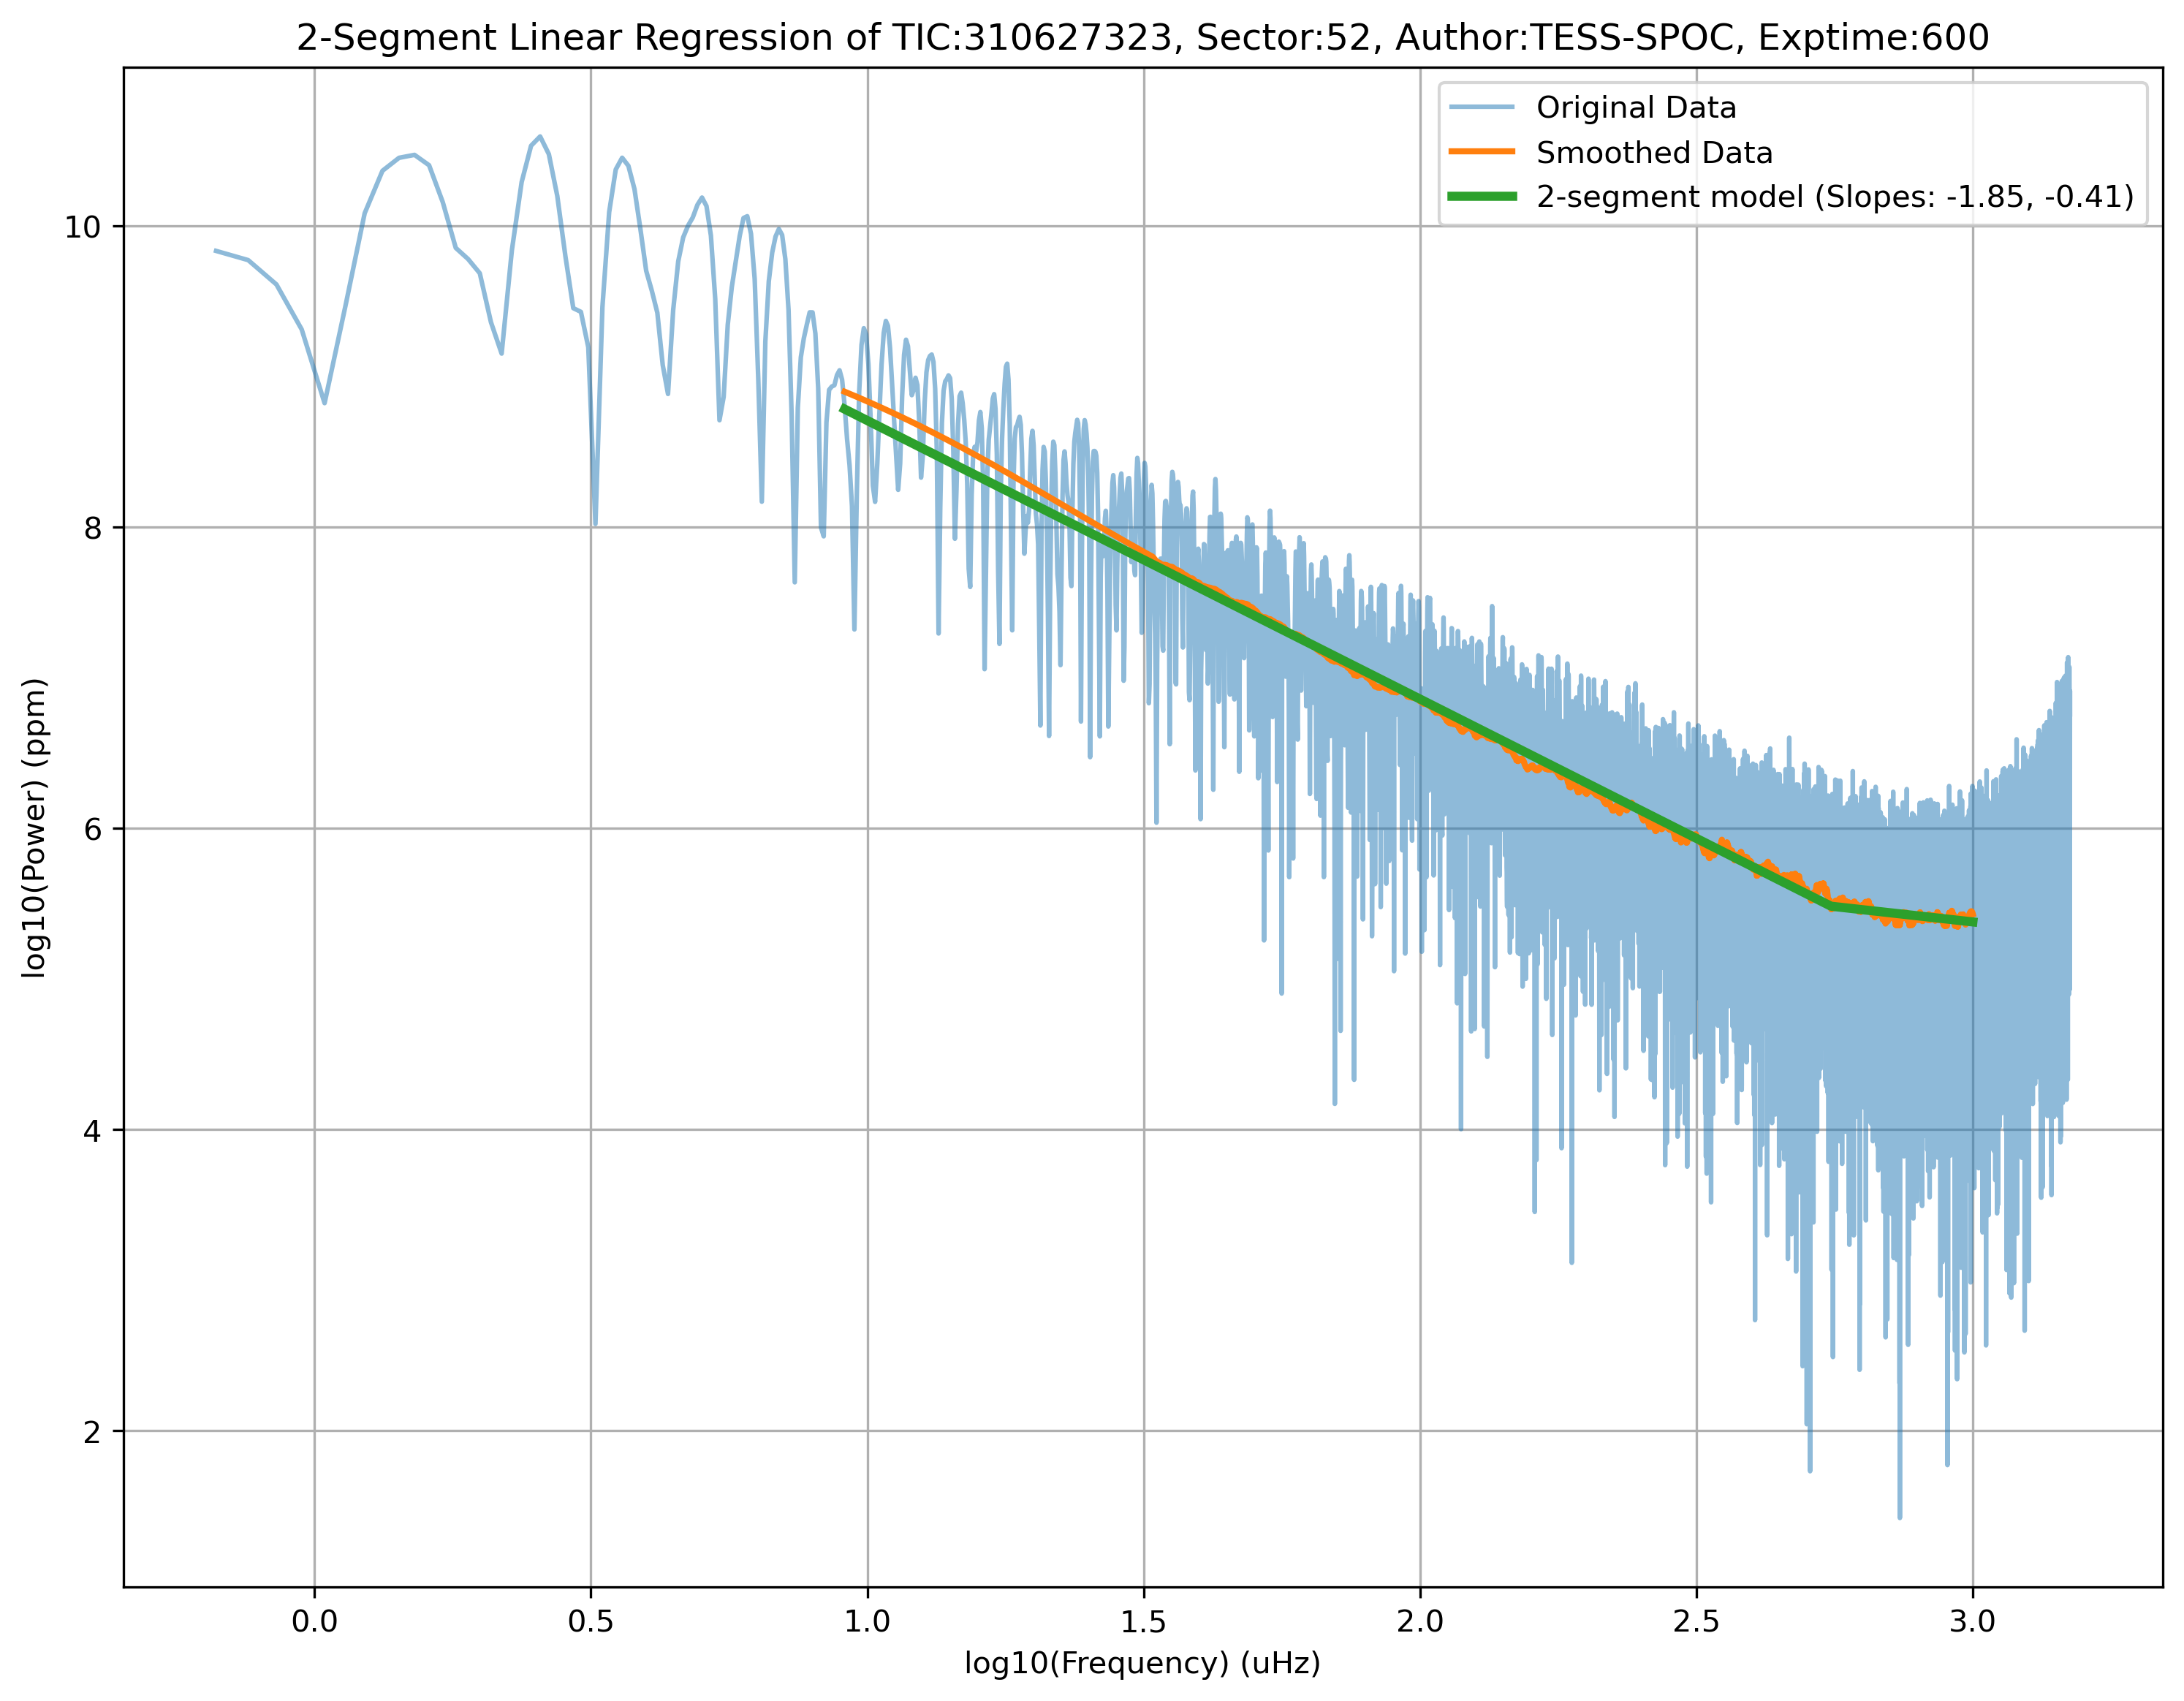 2-Segment Linear Regression of TIC:310627323, Sector:52, Author:TESS-SPOC, Exptime:600
Original Data
Smoothed Data
2-segment model (Slopes: -1.85, -0.41)
log10(Power) (ppm)
10
8
6
4
2
0.0 0.5 1.0 1.5 2.0 2.5 3.0
log10(Frequency) (uHz)